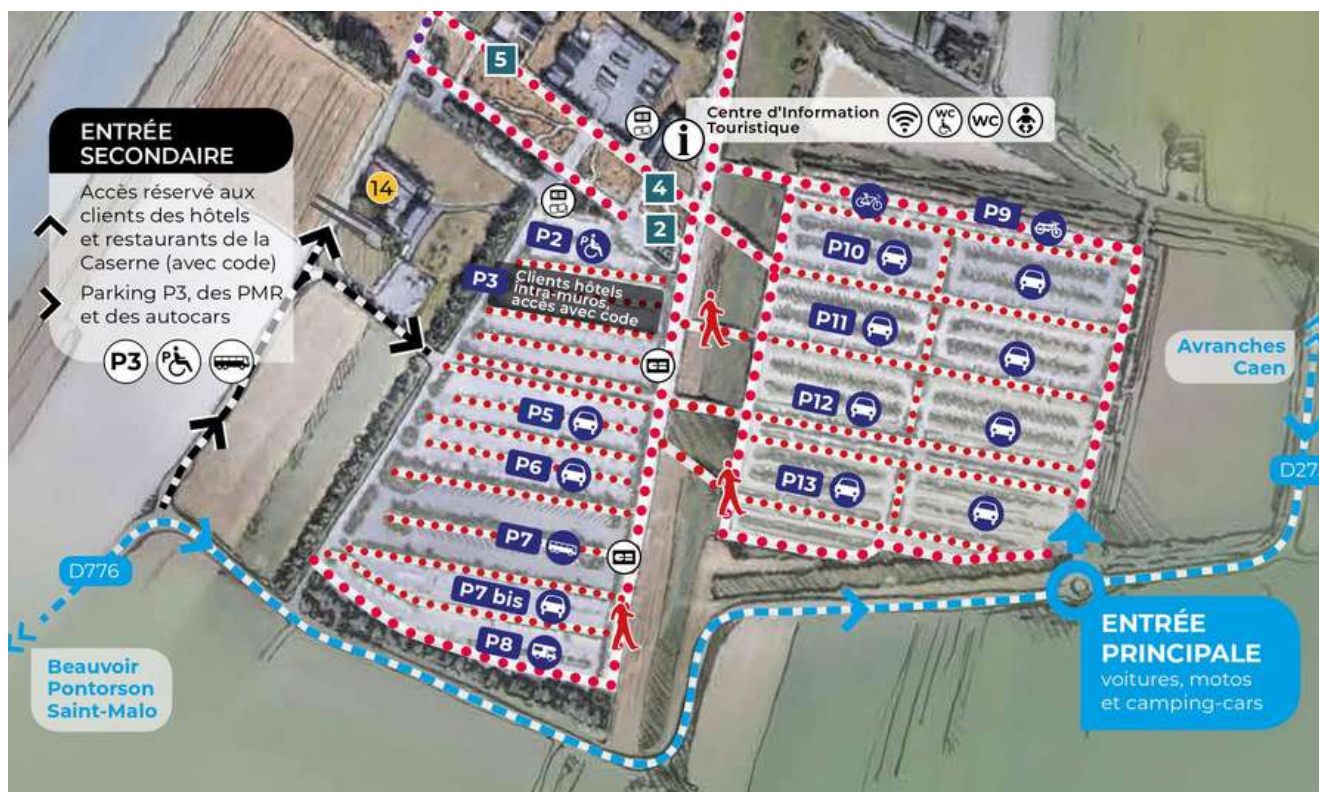 5
ENTRÉE
SECONDAIRE
Accès réservé aux
clients des hôtels
et restaurants de la
Caserne (avec code)
Parking P3, des PMR
et des autocars
P3
P
14
i
Centre d'Information
Touristique
WC
WC
4
2
P2
P
P3
Clients hôtels
intra-muros,
accès avec code
P9
P10
P11
P12
P13
P5
P6
P7
P7 bis
P8
Avranches
Caen
D27
D776
Beauvoir
Pontorson
Saint-Malo
ENTRÉE
PRINCIPALE
voitures, motos
et camping-cars